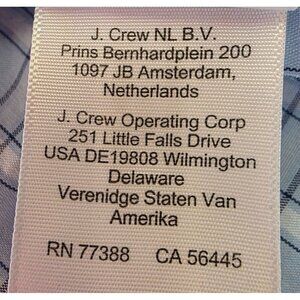 J. Crew NL B.V.
Prins Bernhardplein 200
1097 JB Amsterdam,
Netherlands
J. Crew Operating Corp
251 Little Falls Drive
USA DE19808 Wilmington
Delaware
Verenidge Staten Van
Amerika
RN 77388 CA 56445